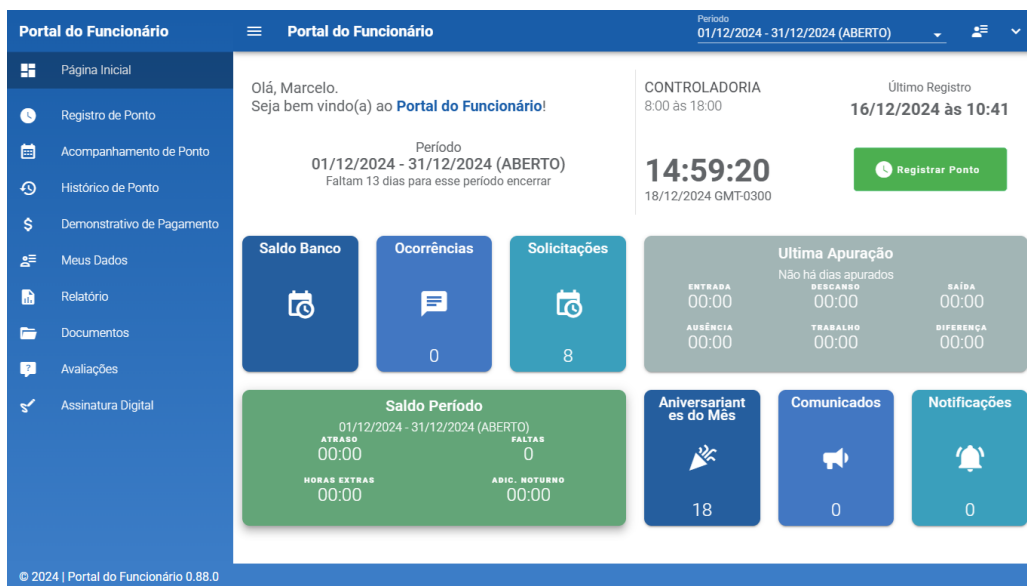 Portal do Funcionário
Portal do Funcionário
Período
01/12/2024 - 31/12/2024 (ABERTO)
Página Inicial
Registro de Ponto
Acompanhamento de Ponto
Histórico de Ponto
Demonstrativo de Pagamento
Meus Dados
Relatório
Documentos
Avaliações
Assinatura Digital
© 2024 | Portal do Funcionário 0.88.0
Olá, Marcelo.
Seja bem vindo(a) ao Portal do Funcionário!
Período
01/12/2024 - 31/12/2024 (ABERTO)
Faltam 13 dias para esse período encerrar
CONTROLADORIA
8:00 às 18:00
Último Registro
16/12/2024 às 10:41
14:59:20
18/12/2024 GMT-0300
Registrar Ponto
Saldo Banco
Ocorrências
0
Solicitações
8
Ultima Apuração
Não há dias apurados
ENTRADA DESCANSO SAÍDA
00:00 00:00 00:00
AUSÊNCIA TRABALHO DIFERENÇA
00:00 00:00 00:00
Saldo Período
01/12/2024 - 31/12/2024 (ABERTO)
ATRASO FALTAS
00:00 0
HORAS EXTRAS ADIC. NOTURNO
00:00 00:00
Aniversariant
es do Mês
18
Comunicados
0
Notificações
0